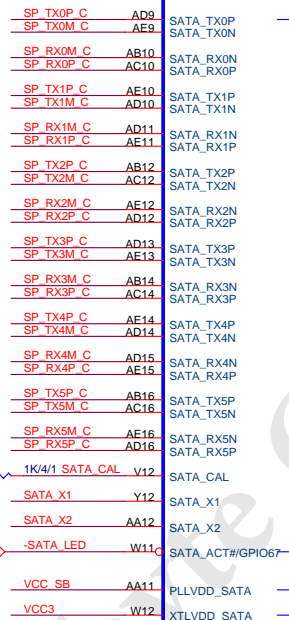 SP_TX0P_C AD9 SATA_TX0P
SP_TX0M_C AE9 SATA_TX0N
SP_RX0M_C AB10 SATA_RX0N
SP_RX0P_C AC10 SATA_RX0P
SP_TX1P_C AE10 SATA_TX1P
SP_TX1M_C AD10 SATA_TX1N
SP_RX1M_C AD11 SATA_RX1N
SP_RX1P_C AE11 SATA_RX1P
SP_TX2P_C AB12 SATA_TX2P
SP_TX2M_C AC12 SATA_TX2N
SP_RX2M_C AE12 SATA_RX2N
SP_RX2P_C AD12 SATA_RX2P
SP_TX3P_C AD13 SATA_TX3P
SP_TX3M_C AE13 SATA_TX3N
SP_RX3M_C AB14 SATA_RX3N
SP_RX3P_C AC14 SATA_RX3P
SP_TX4P_C AE14 SATA_TX4P
SP_TX4M_C AD14 SATA_TX4N
SP_RX4M_C AD15 SATA_RX4N
SP_RX4P_C AE15 SATA_RX4P
SP_TX5P_C AB16 SATA_TX5P
SP_TX5M_C AC16 SATA_TX5N
SP_RX5M_C AE16 SATA_RX5N
SP_RX5P_C AD16 SATA_RX5P
1K/4/1 SATA_CAL V12 SATA_CAL
SATA_X1 Y12 SATA_X1
SATA_X2 AA12 SATA_X2
-SATA_LED W11 SATA_ACT#/GPIO67
VCC_SB AA11 PLLVDD_SATA
VCC3 W12 XTLVDD_SATA